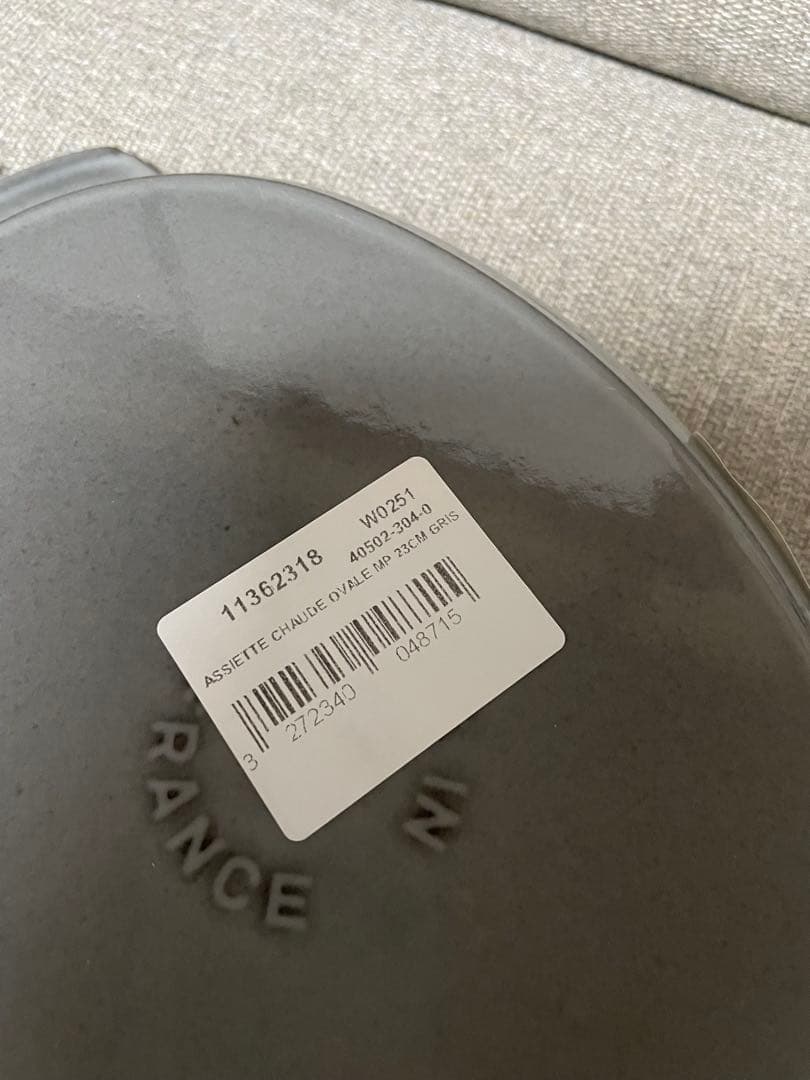 11362318 W0251
40502-304-0
ASSIETTE CHAUDE OVALE MP 23CM GRIS
3 272340 048715
IN
RANCE